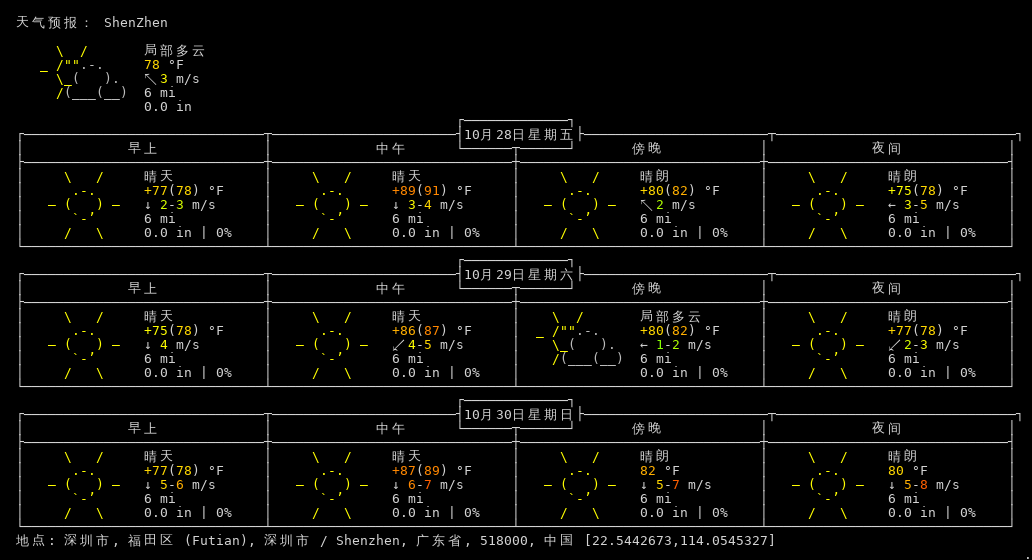 天气预报： ShenZhen
局部多云
78 °F
↖ 3 m/s
6 mi
0.0 in
10月28日星期五
早上 中午 傍晚 夜间
晴天 晴天 晴朗 晴朗
+77(78) °F +89(91) °F +80(82) °F +75(78) °F
↓ 2-3 m/s ↓ 3-4 m/s ↖ 2 m/s ← 3-5 m/s
6 mi 6 mi 6 mi 6 mi
0.0 in | 0% 0.0 in | 0% 0.0 in | 0% 0.0 in | 0%
10月29日星期六
早上 中午 傍晚 夜间
晴天 晴天 局部多云 晴朗
+75(78) °F +86(87) °F +80(82) °F +77(78) °F
↓ 4 m/s ↙ 4-5 m/s ← 1-2 m/s ↙ 2-3 m/s
6 mi 6 mi 6 mi 6 mi
0.0 in | 0% 0.0 in | 0% 0.0 in | 0% 0.0 in | 0%
10月30日星期日
早上 中午 傍晚 夜间
晴天 晴天 晴朗 晴朗
+77(78) °F +87(89) °F 82 °F 80 °F
↓ 5-6 m/s ↓ 6-7 m/s ↓ 5-7 m/s ↓ 5-8 m/s
6 mi 6 mi 6 mi 6 mi
0.0 in | 0% 0.0 in | 0% 0.0 in | 0% 0.0 in | 0%
地点: 深圳市, 福田区 (Futian), 深圳市 / Shenzhen, 广东省, 518000, 中国 [22.5442673,114.0545327]